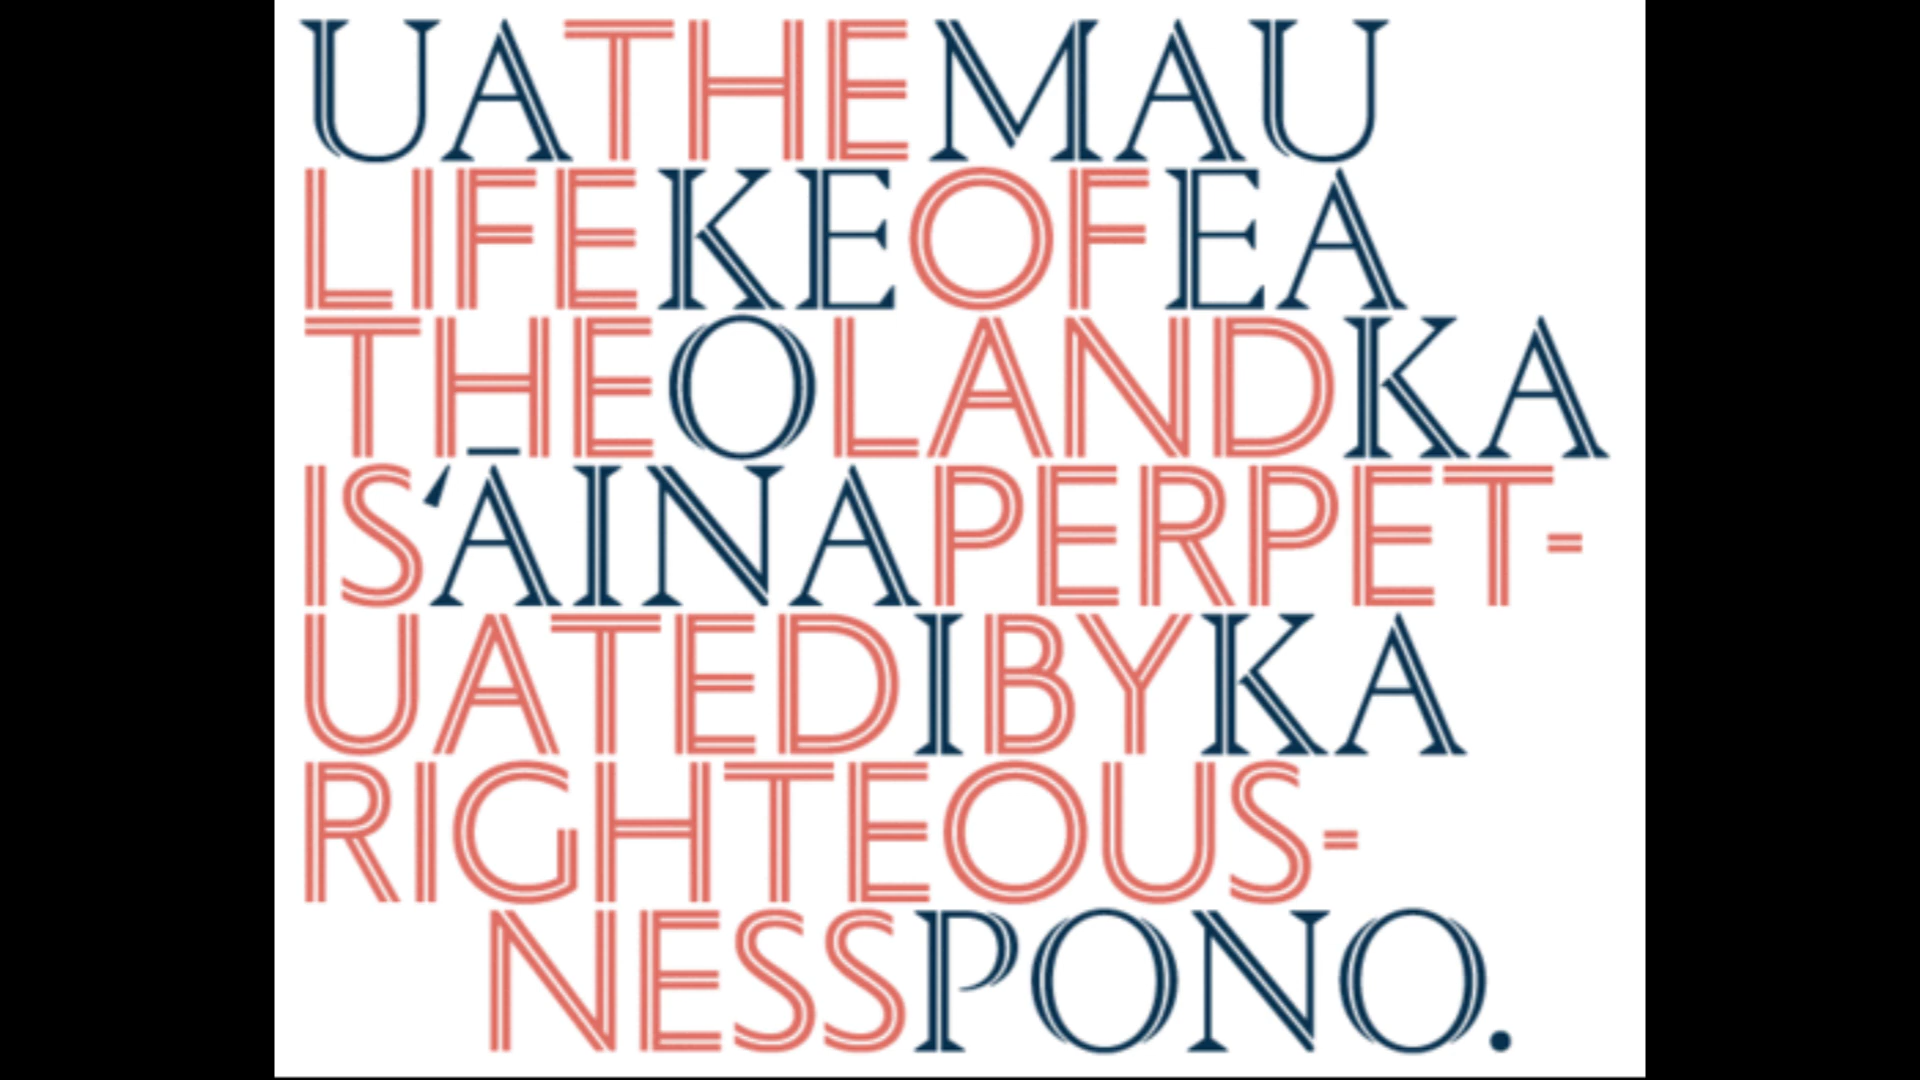 UATHEMAU
LIFEKEOFEA
THEOLANDKA
ISʻĀINAPERPET-
UATEDIBYKA
RIGHTEOUS-
NESSPONO.